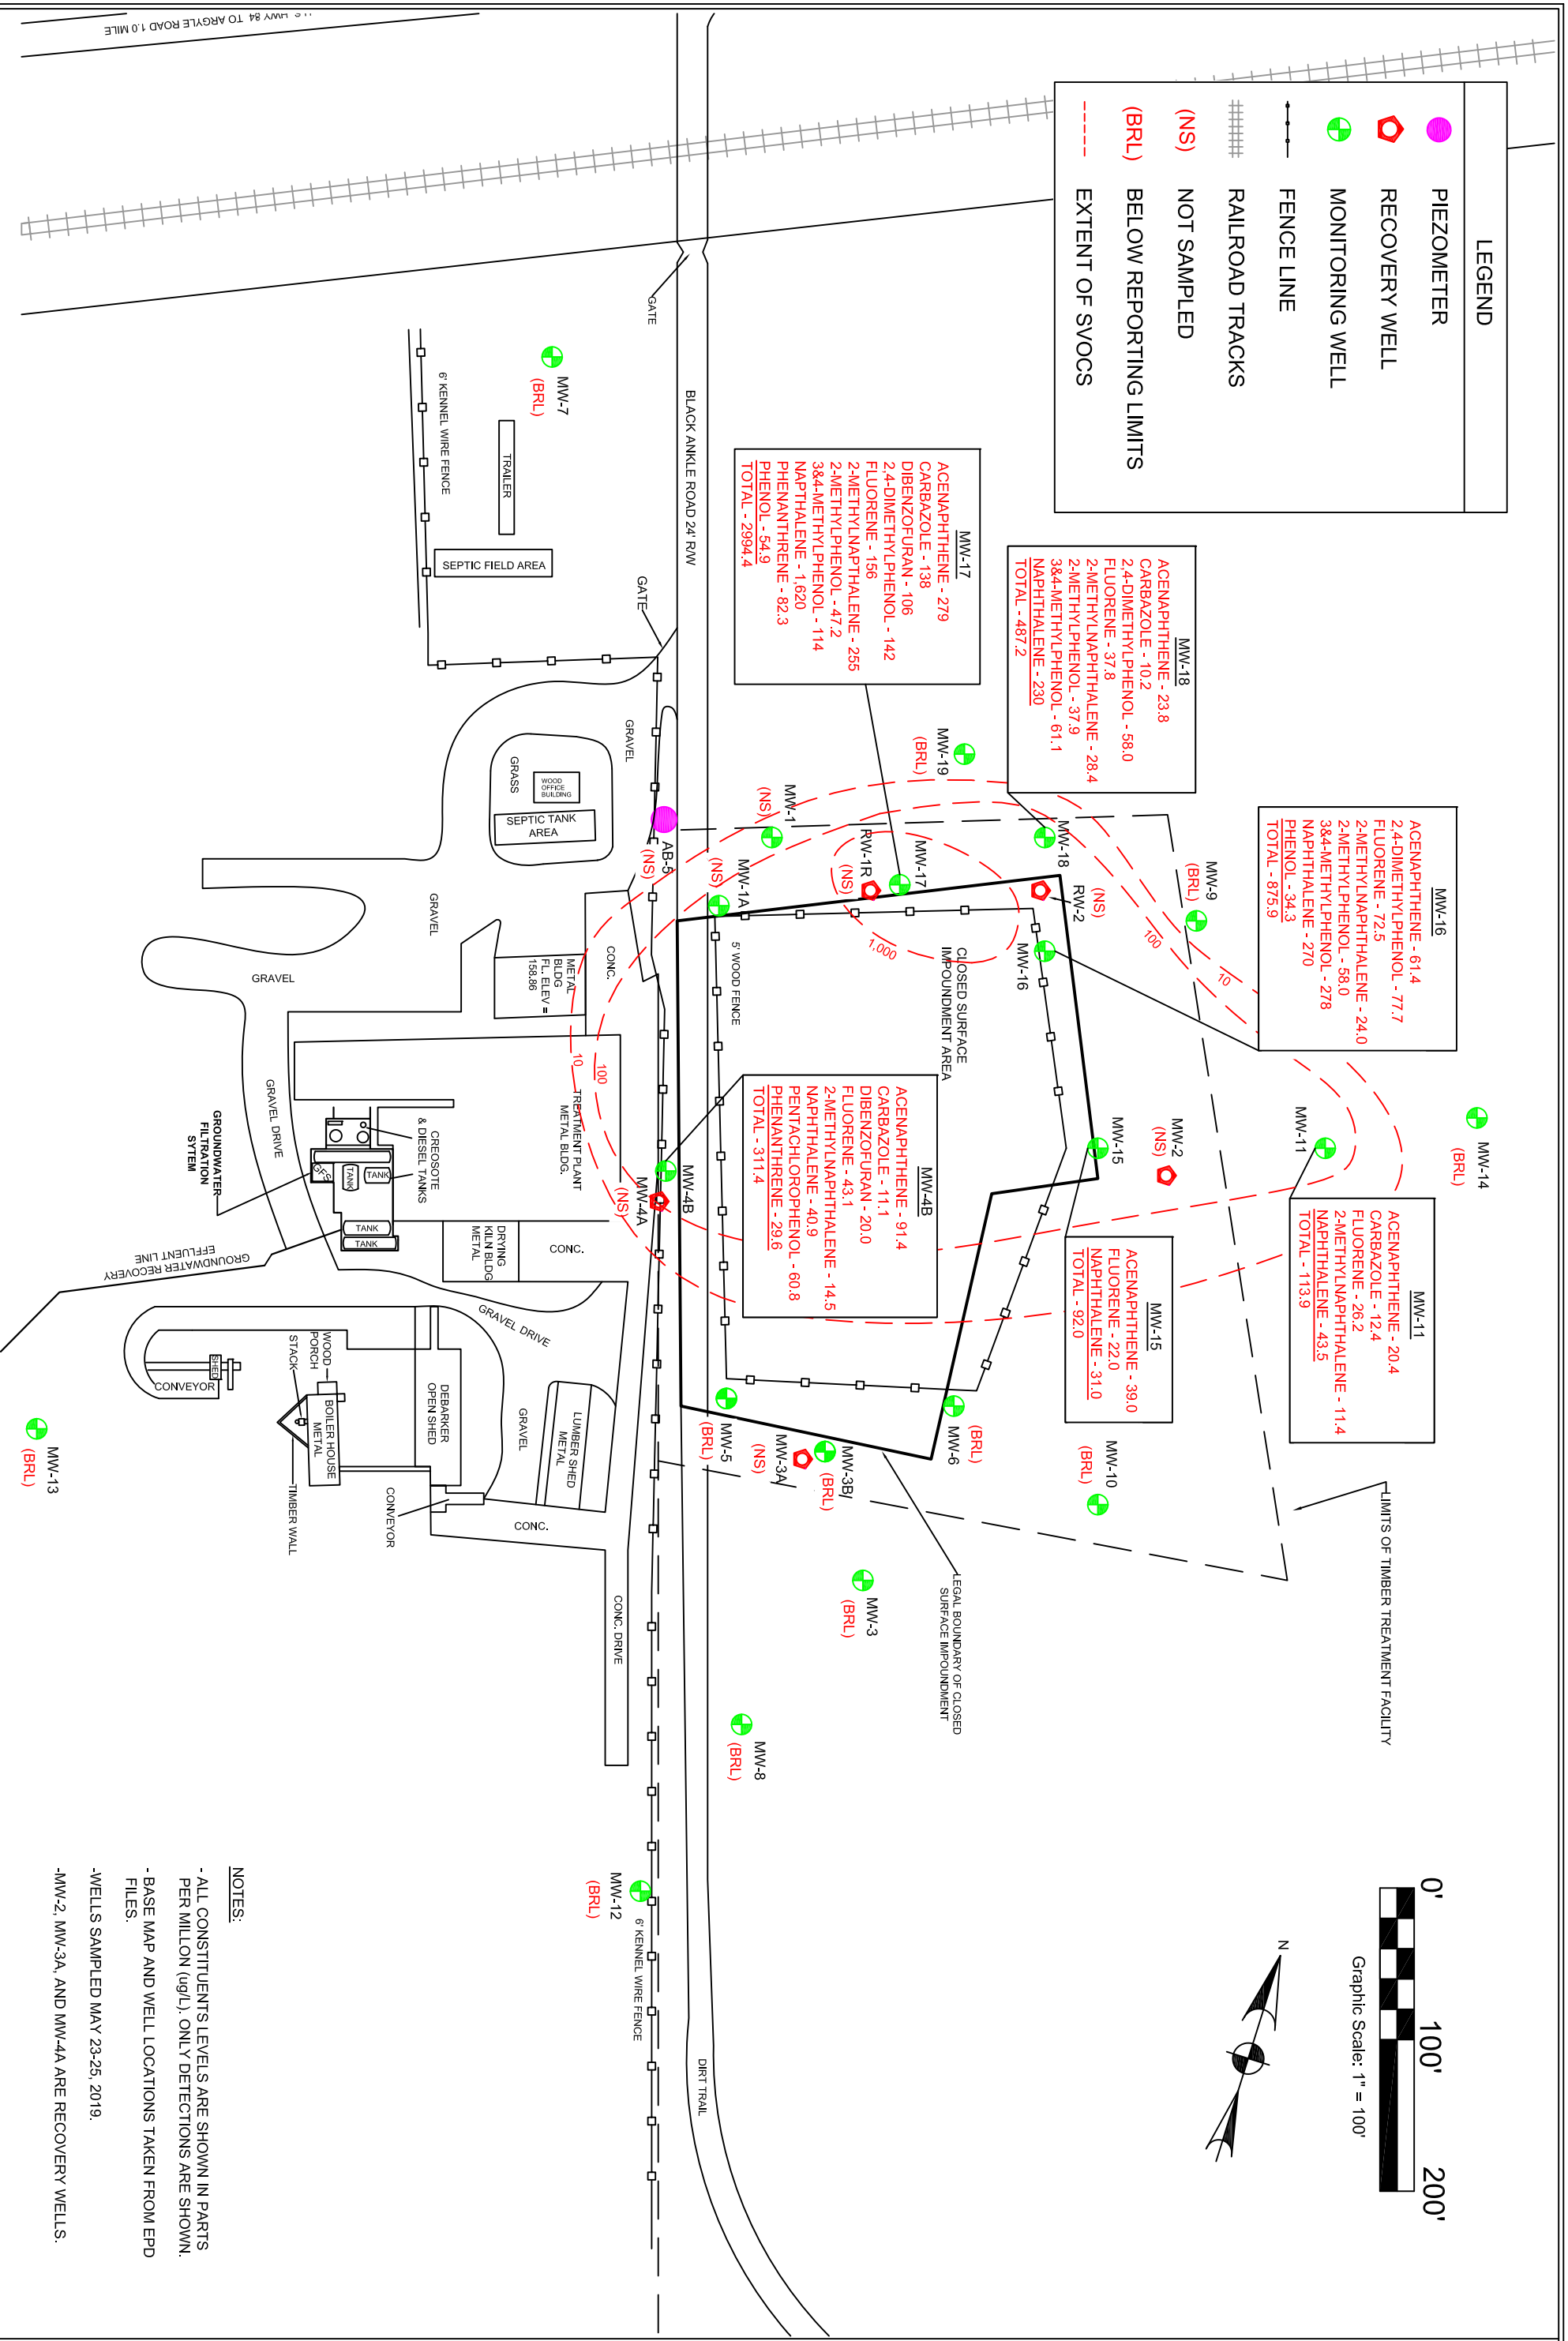 LEGEND
PIEZOMETER
RECOVERY WELL
MONITORING WELL
FENCE LINE
RAILROAD TRACKS
(NS)
NOT SAMPLED
(BRL)
BELOW REPORTING LIMITS
EXTENT OF SVOCS
0'
100'
200'
Graphic Scale: 1" = 100'
N
MW-16
ACENAPHTHENE - 61.4
2,4-DIMETHYLPHENOL - 77.7
FLUORENE - 72.5
2-METHYLNAPHTHALENE - 24.0
2-METHYLPHENOL - 58.0
3&4-METHYLPHENOL - 278
NAPHTHALENE - 270
PHENOL - 34.3
TOTAL - 875.9
MW-11
ACENAPHTHENE - 20.4
CARBAZOLE - 12.4
FLUORENE - 26.2
2-METHYLNAPHTHALENE - 11.4
NAPHTHALENE - 43.5
TOTAL - 113.9
MW-18
ACENAPHTHENE - 23.8
CARBAZOLE - 10.2
2,4-DIMETHYLPHENOL - 58.0
FLUORENE - 37.8
2-METHYLNAPHTHALENE - 28.4
2-METHYLPHENOL - 37.9
3&4-METHYLPHENOL - 61.1
NAPHTHALENE - 230
TOTAL - 487.2
MW-15
ACENAPHTHENE - 39.0
FLUORENE - 22.0
NAPHTHALENE - 31.0
TOTAL - 92.0
MW-17
ACENAPHTHENE - 279
CARBAZOLE - 138
DIBENZOFURAN - 106
2,4-DIMETHYLPHENOL - 142
FLUORENE - 156
2-METHYLNAPTHALENE - 255
2-METHYLPHENOL - 47.2
3&4-METHYLPHENOL - 114
NAPTHALENE - 1,620
PHENANTHRENE - 82.3
PHENOL - 54.9
TOTAL - 2994.4
MW-4B
ACENAPHTHENE - 91.4
CARBAZOLE - 11.1
DIBENZOFURAN - 20.0
FLUORENE - 43.1
2-METHYLNAPHTHALENE - 14.5
NAPHTHALENE - 40.9
PENTACHLOROPHENOL - 60.8
PHENANTHRENE - 29.6
TOTAL - 311.4
MW-14
(BRL)
MW-11
MW-9
(BRL)
MW-2
(NS)
MW-15
MW-10
(BRL)
LIMITS OF TIMBER TREATMENT FACILITY
MW-18
RW-2
(NS)
MW-16
100
10
MW-19
(BRL)
MW-17
RW-1R
(NS)
1,000
CLOSED SURFACE
IMPOUNDMENT AREA
MW-6
(BRL)
LEGAL BOUNDARY OF CLOSED
SURFACE IMPOUNDMENT
MW-1
(NS)
MW-1A
(NS)
5' WOOD FENCE
MW-3B
(BRL)
MW-3A
(NS)
MW-5
(BRL)
MW-3
(BRL)
MW-8
(BRL)
AB-5
(NS)
MW-4B
MW-4A
(NS)
100
10
MW-12
(BRL)
6' KENNEL WIRE FENCE
DIRT TRAIL
BLACK ANKLE ROAD 24' R/W
GATE
GATE
MW-7
(BRL)
TRAILER
SEPTIC FIELD AREA
6' KENNEL WIRE FENCE
GRAVEL
GRASS
WOOD
OFFICE
BUILDING
SEPTIC TANK
AREA
GRAVEL
GRAVEL
CONC.
METAL
BLDG
FL. ELEV =
158.86
TREATMENT PLANT
METAL BLDG.
GRAVEL DRIVE
CREOSOTE
& DIESEL TANKS
TANK
TANK
GFS
TANK
TANK
GROUNDWATER
FILTRATION
SYTEM
GROUNDWATER RECOVERY
EFFLUENT LINE
DRYING
KILN BLDG
METAL
CONC.
GRAVEL DRIVE
LUMBER SHED
METAL
GRAVEL
CONC.
CONC. DRIVE
DEBARKER
OPEN SHED
CONVEYOR
BOILER HOUSE
METAL
WOOD
PORCH
STACK
TIMBER WALL
SHED
CONVEYOR
MW-13
(BRL)
U.S. HWY 84 TO ARGYLE ROAD 1.0 MILE
NOTES:
- ALL CONSTITUENTS LEVELS ARE SHOWN IN PARTS
PER MILLON (ug/L). ONLY DETECTIONS ARE SHOWN.
- BASE MAP AND WELL LOCATIONS TAKEN FROM EPD
FILES.
-WELLS SAMPLED MAY 23-25, 2019.
-MW-2, MW-3A, AND MW-4A ARE RECOVERY WELLS.